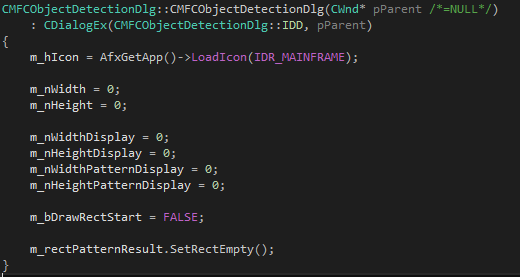 CMFCObjectDetectionDlg::CMFCObjectDetectionDlg(CWnd* pParent /*=NULL*/)
    : CDialogEx(CMFCObjectDetectionDlg::IDD, pParent)
{
    m_hIcon = AfxGetApp()->LoadIcon(IDR_MAINFRAME);

    m_nWidth = 0;
    m_nHeight = 0;

    m_nWidthDisplay = 0;
    m_nHeightDisplay = 0;
    m_nWidthPatternDisplay = 0;
    m_nHeightPatternDisplay = 0;

    m_bDrawRectStart = FALSE;

    m_rectPatternResult.SetRectEmpty();
}